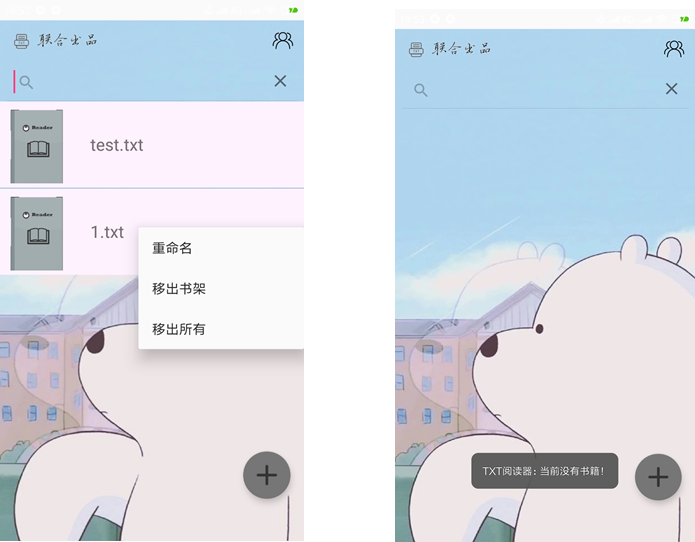 联合出品
Reader
test.txt
Reader
1.txt
重命名
移出书架
移出所有
联合出品
TXT阅读器：当前没有书籍！